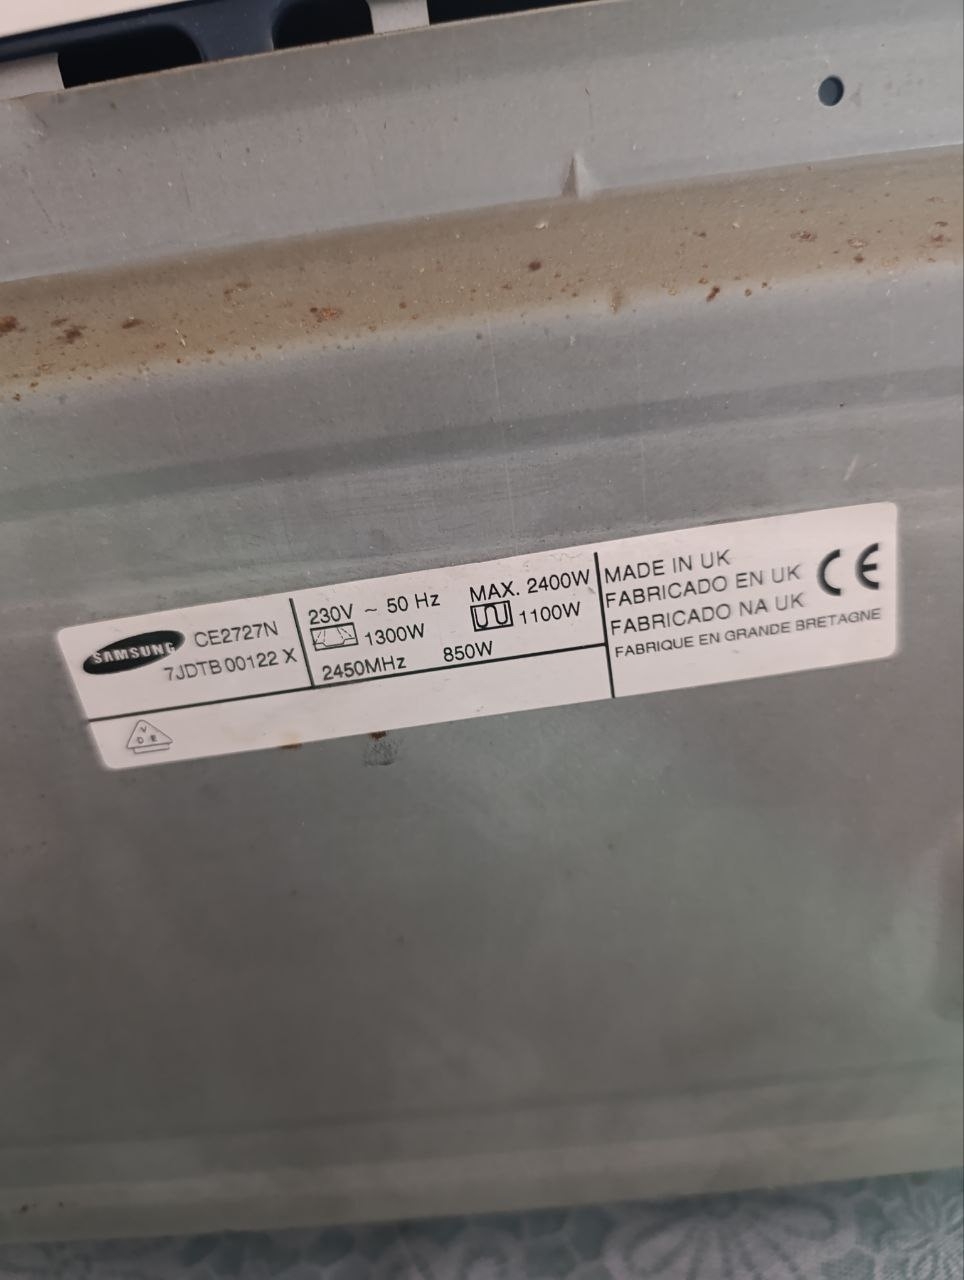 SAMSUNG CE2727N
7JDTB00122 X
230V ~ 50 Hz MAX. 2400W
1300W 1100W
2450MHz 850W
MADE IN UK
FABRICADO EN UK
FABRICADO NA UK
FABRIQUE EN GRANDE BRETAGNE
CE
V
D E